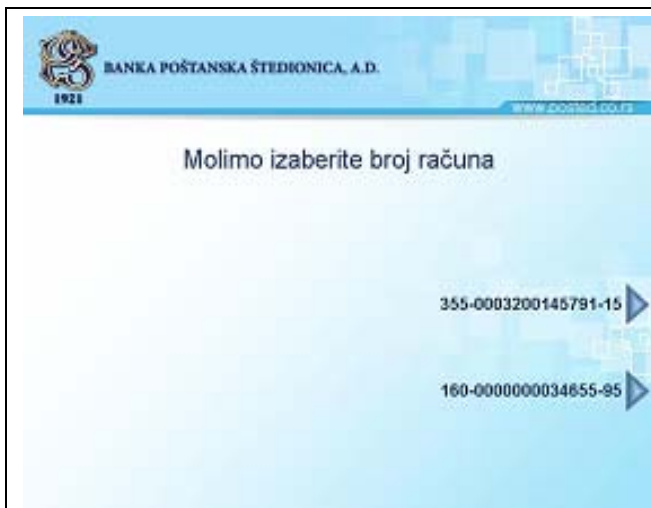 BANKA POŠTANSKA ŠTEDIONICA, A.D.
1921
www.posted.co.rs
Molimo izaberite broj računa
355-0003200145791-15
160-0000000034655-95